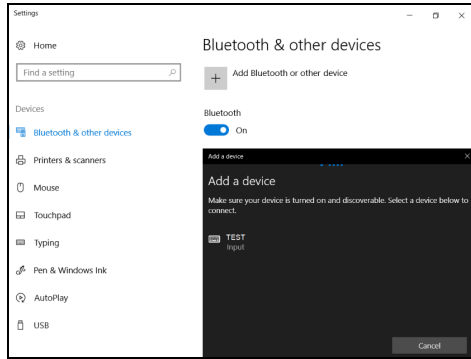 Settings
Home
Find a setting
Devices
Bluetooth & other devices
Printers & scanners
Mouse
Touchpad
Typing
Pen & Windows Ink
AutoPlay
USB
Bluetooth & other devices
Add Bluetooth or other device
Bluetooth
On
Add a device
Add a device
Make sure your device is turned on and discoverable. Select a device below to
connect.
TEST
Input
Cancel